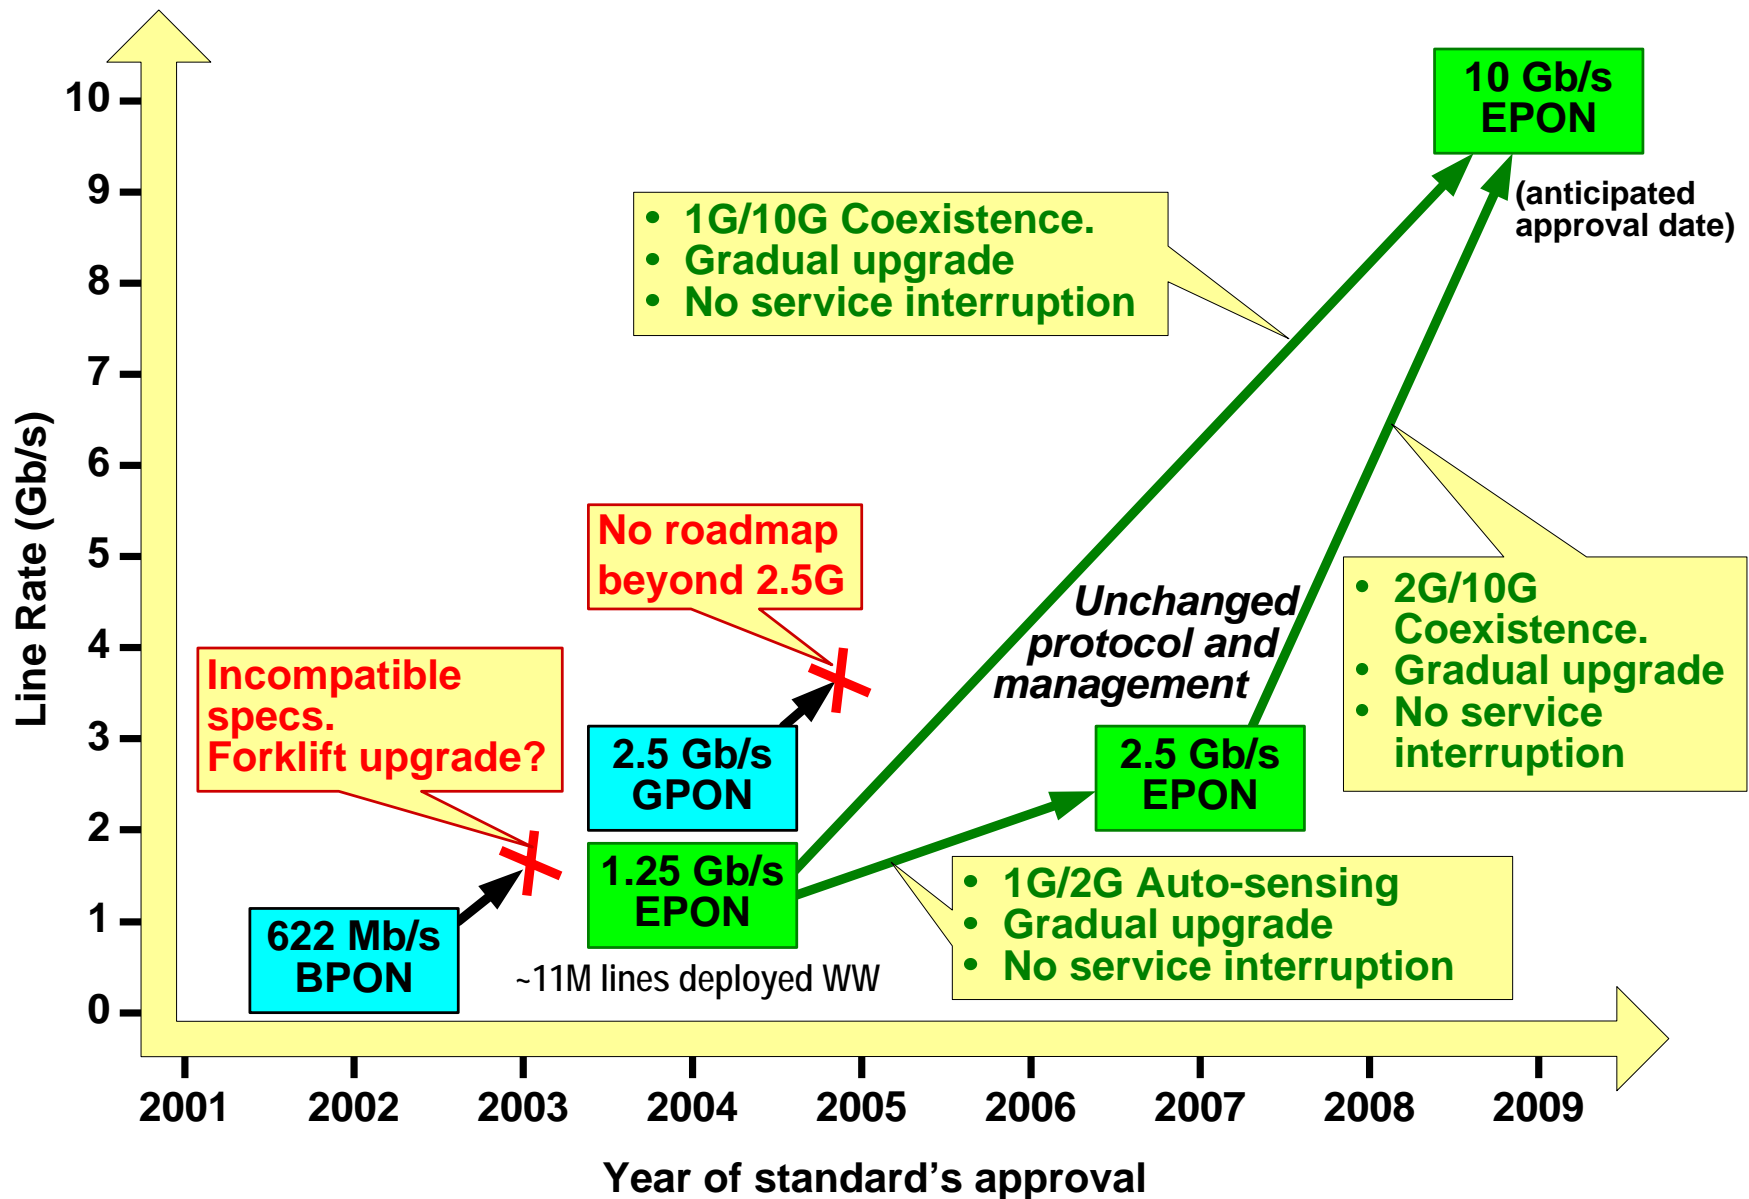 10 Gb/s
EPON
(anticipated
approval date)
• 1G/10G Coexistence.
• Gradual upgrade
• No service interruption
10
9
8
7
6
5
4
3
2
1
0
Line Rate (Gb/s)
No roadmap
beyond 2.5G
Unchanged
protocol and
management
• 2G/10G
Coexistence.
• Gradual upgrade
• No service
interruption
Incompatible
specs.
Forklift upgrade?
2.5 Gb/s
GPON
2.5 Gb/s
EPON
1.25 Gb/s
EPON
• 1G/2G Auto-sensing
• Gradual upgrade
• No service interruption
622 Mb/s
BPON
~11M lines deployed WW
2001 2002 2003 2004 2005 2006 2007 2008 2009
Year of standard's approval